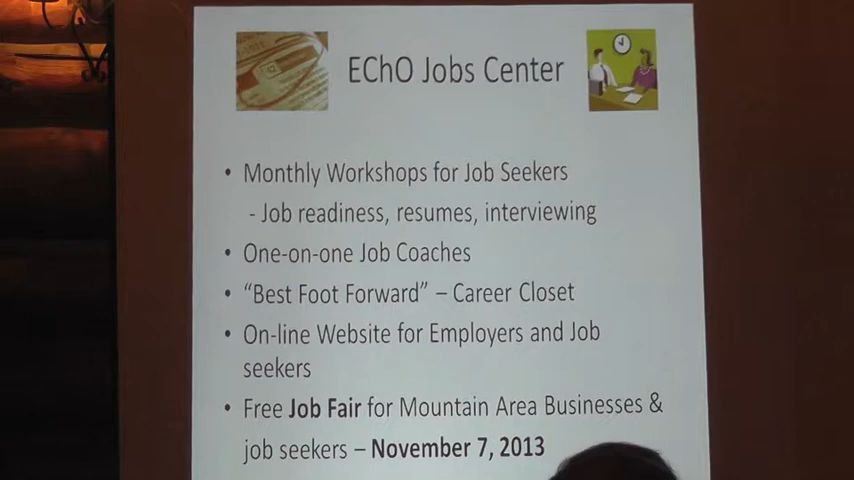 EChO Jobs Center
• Monthly Workshops for Job Seekers
- Job readiness, resumes, interviewing
• One-on-one Job Coaches
• “Best Foot Forward” – Career Closet
• On-line Website for Employers and Job
seekers
• Free Job Fair for Mountain Area Businesses &
job seekers – November 7, 2013